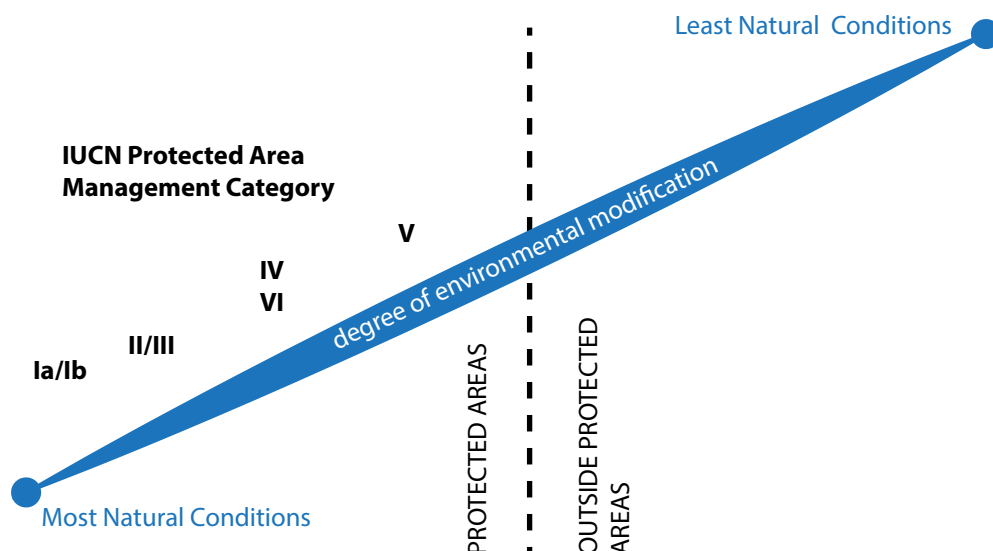 Least Natural Conditions
IUCN Protected Area
Management Category
V
IV
VI
II/III
Ia/Ib
degree of environmental modification
Most Natural Conditions
PROTECTED AREAS
OUTSIDE PROTECTED
AREAS